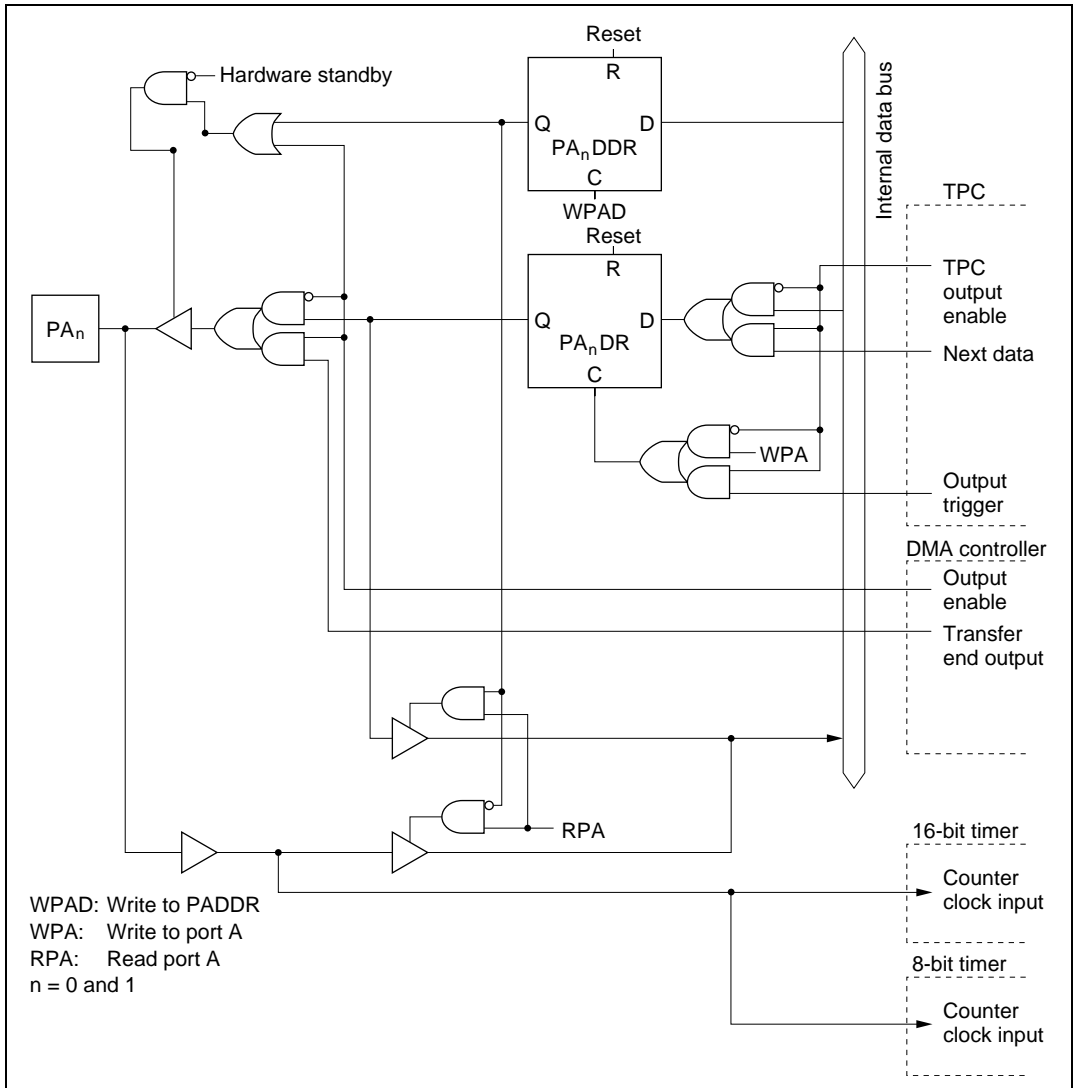 Reset
R
Hardware standby
Q
D
PAnDDR
C
WPAD
Internal data bus
TPC
Reset
R
TPC
output
enable
PAn
Q
D
PAnDR
C
Next data
WPA
Output
trigger
DMA controller
Output
enable
Transfer
end output
RPA
16-bit timer
Counter
clock input
WPAD: Write to PADDR
WPA: Write to port A
RPA: Read port A
n = 0 and 1
8-bit timer
Counter
clock input